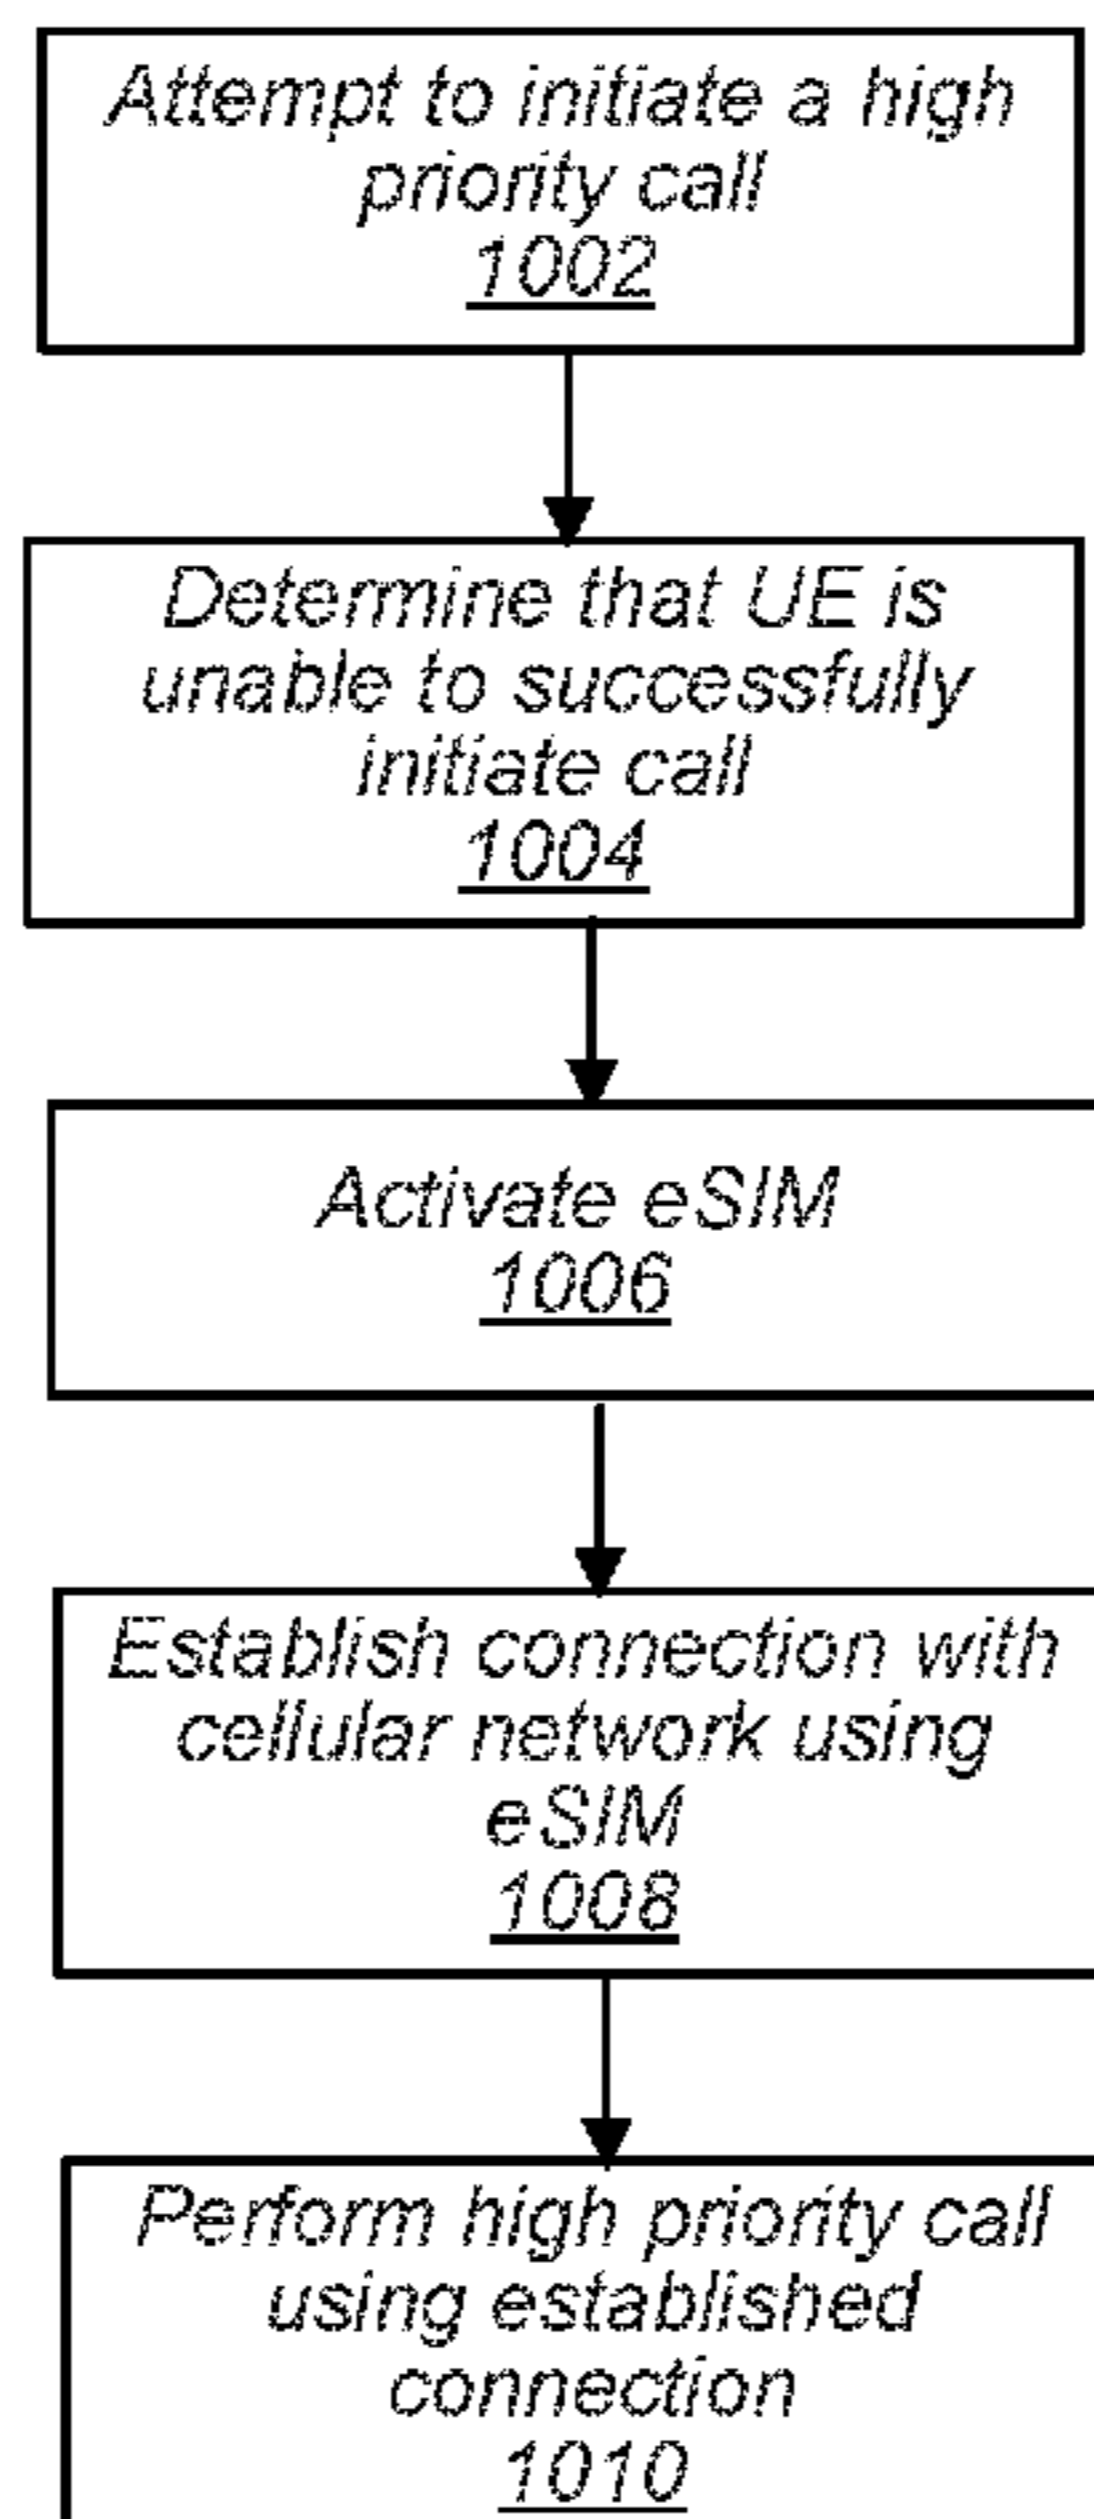 Attempt to initiate a high
priority call
1002
Determine that UE is
unable to successfully
initiate call
1004
Activate eSIM
1006
Establish connection with
cellular network using
eSIM
1008
Perform high priority call
using established
connection
1010